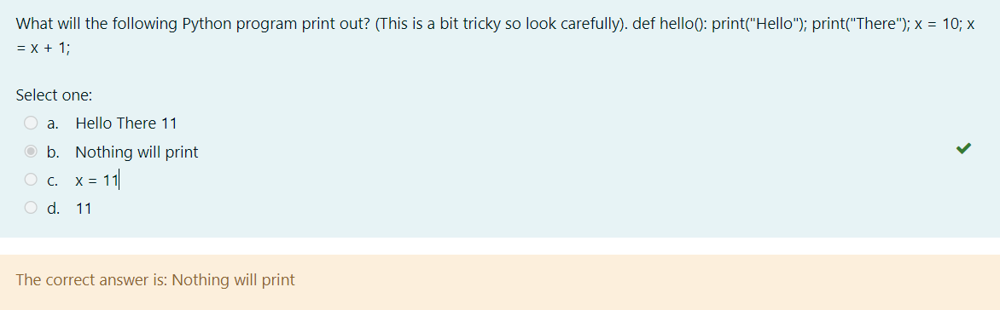 What will the following Python program print out? (This is a bit tricky so look carefully). def hello(): print("Hello"); print("There"); x = 10; x
= x + 1;
Select one:
a. Hello There 11
b. Nothing will print
c. x = 11
d. 11
The correct answer is: Nothing will print